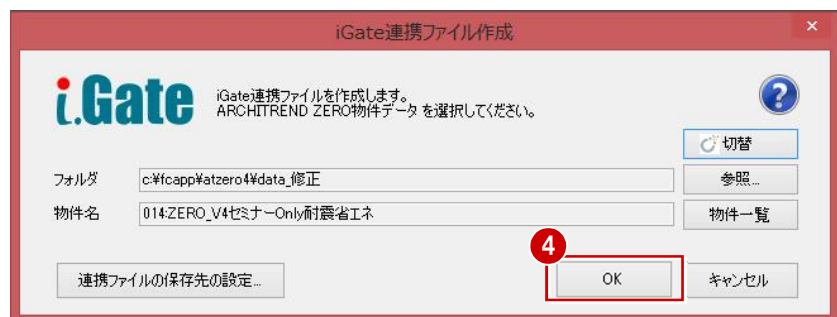 iGate連携ファイル作成
×
i.Gate
iGate連携ファイルを作成します。
ARCHITREND ZERO物件データ を選択してください。
?
切替
フォルダ c:¥fcapp¥atzero4¥data_修正 参照...
物件名 014:ZERO_V4セミナーOnly耐震省エネ 物件一覧
4
連携ファイルの保存先の設定... OK キャンセル